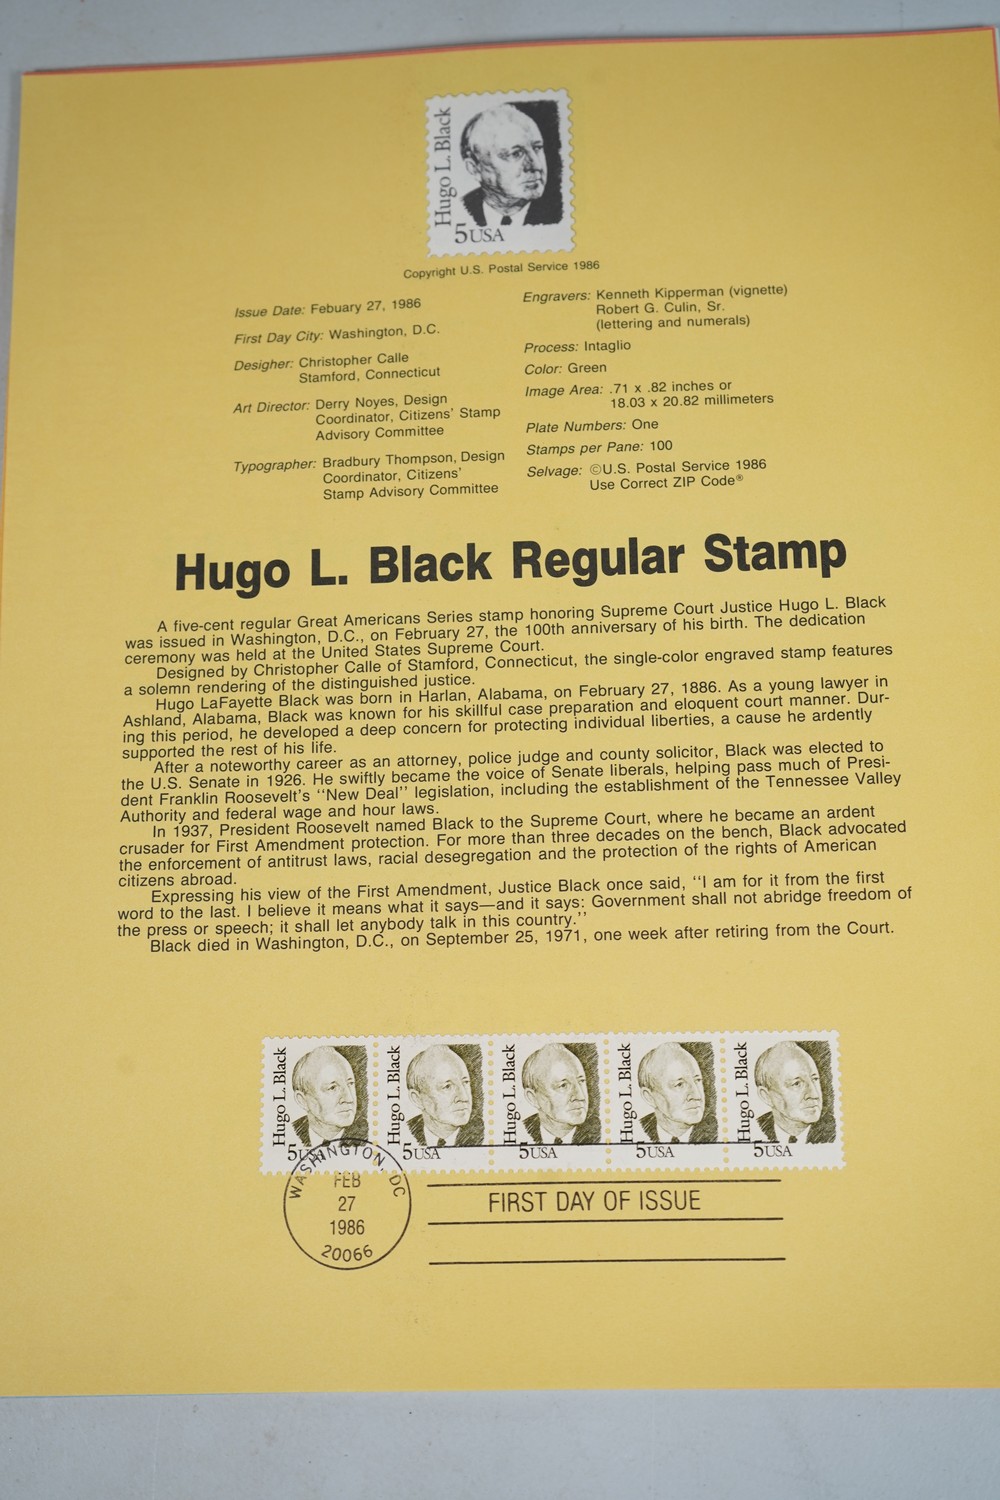 Hugo L. Black
5 USA
Copyright U.S. Postal Service 1986
Issue Date: Febuary 27, 1986
First Day City: Washington, D.C.
Desigher: Christopher Calle
Stamford, Connecticut
Art Director: Derry Noyes, Design
Coordinator, Citizens' Stamp
Advisory Committee
Typographer: Bradbury Thompson, Design
Coordinator, Citizens'
Stamp Advisory Committee
Engravers: Kenneth Kipperman (vignette)
Robert G. Culin, Sr.
(lettering and numerals)
Process: Intaglio
Color: Green
Image Area: .71 x .82 inches or
18.03 x 20.82 millimeters
Plate Numbers: One
Stamps per Pane: 100
Selvage: ©U.S. Postal Service 1986
Use Correct ZIP Code®
Hugo L. Black Regular Stamp
A five-cent regular Great Americans Series stamp honoring Supreme Court Justice Hugo L. Black
was issued in Washington, D.C., on February 27, the 100th anniversary of his birth. The dedication
ceremony was held at the United States Supreme Court.
Designed by Christopher Calle of Stamford, Connecticut, the single-color engraved stamp features
a solemn rendering of the distinguished justice.
Hugo LaFayette Black was born in Harlan, Alabama, on February 27, 1886. As a young lawyer in
Ashland, Alabama, Black was known for his skillful case preparation and eloquent court manner. Dur-
ing this period, he developed a deep concern for protecting individual liberties, a cause he ardently
supported the rest of his life.
After a noteworthy career as an attorney, police judge and county solicitor, Black was elected to
the U.S. Senate in 1926. He swiftly became the voice of Senate liberals, helping pass much of Presi-
dent Franklin Roosevelt's "New Deal" legislation, including the establishment of the Tennessee Valley
Authority and federal wage and hour laws.
In 1937, President Roosevelt named Black to the Supreme Court, where he became an ardent
crusader for First Amendment protection. For more than three decades on the bench, Black advocated
the enforcement of antitrust laws, racial desegregation and the protection of the rights of American
citizens abroad.
Expressing his view of the First Amendment, Justice Black once said, "I am for it from the first
word to the last. I believe it means what it says—and it says: Government shall not abridge freedom of
the press or speech; it shall let anybody talk in this country."
Black died in Washington, D.C., on September 25, 1971, one week after retiring from the Court.
Hugo L. Black
5 USA
Hugo L. Black
5 USA
Hugo L. Black
5 USA
Hugo L. Black
5 USA
Hugo L. Black
5 USA
WASHINGTON, DC
FEB
27
1986
20066
FIRST DAY OF ISSUE